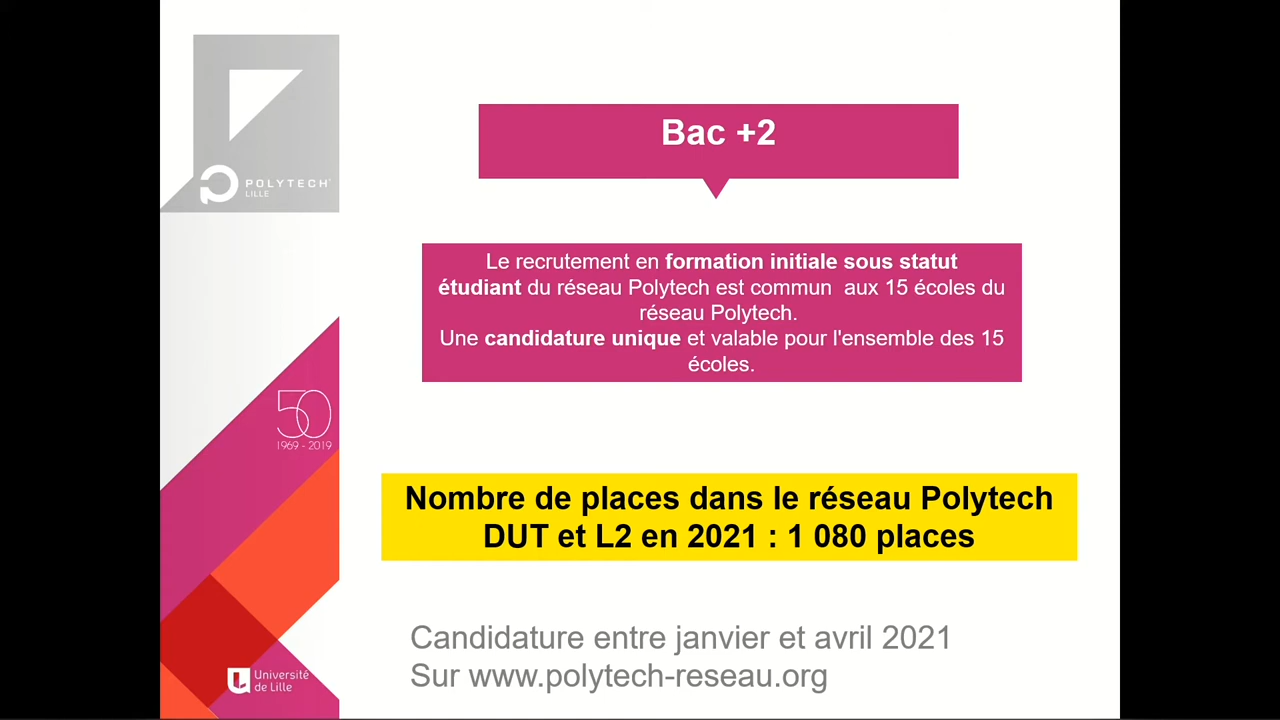 POLYTECH
LILLE
50
1969 - 2019
Université
de Lille
Bac +2
Le recrutement en formation initiale sous statut
étudiant du réseau Polytech est commun aux 15 écoles du
réseau Polytech.
Une candidature unique et valable pour l'ensemble des 15
écoles.
Nombre de places dans le réseau Polytech
DUT et L2 en 2021 : 1 080 places
Candidature entre janvier et avril 2021
Sur www.polytech-reseau.org